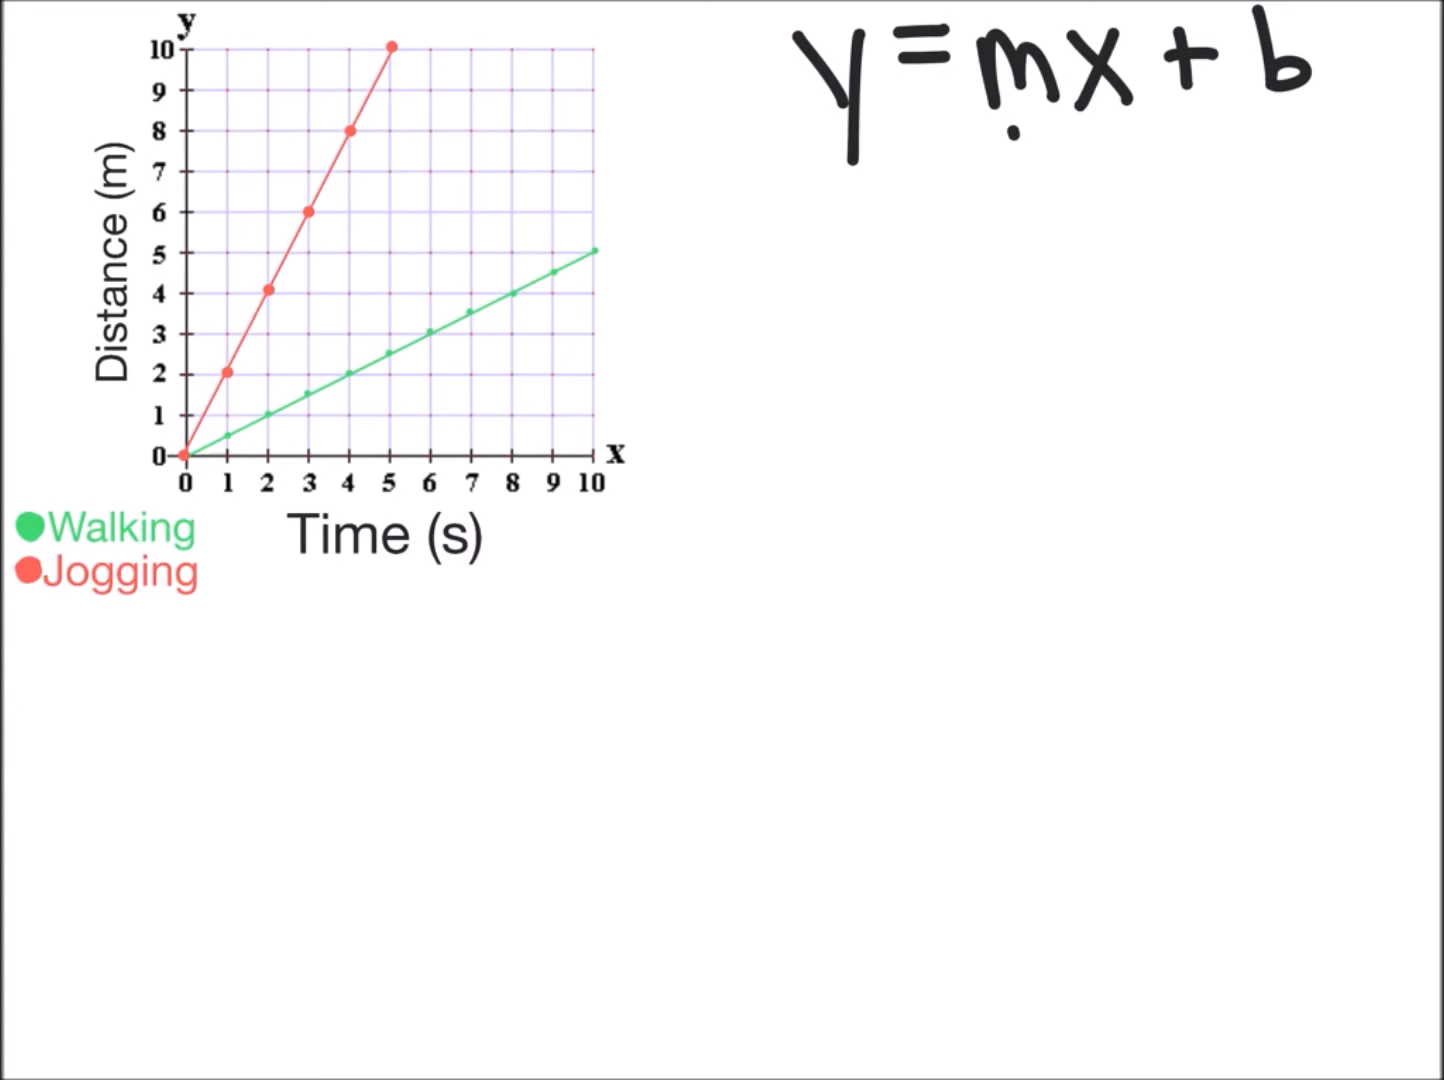 y = mx + b
y
10
9
8
7
6
5
4
3
2
1
0
Distance (m)
0 1 2 3 4 5 6 7 8 9 10
x
Time (s)
Walking
Jogging